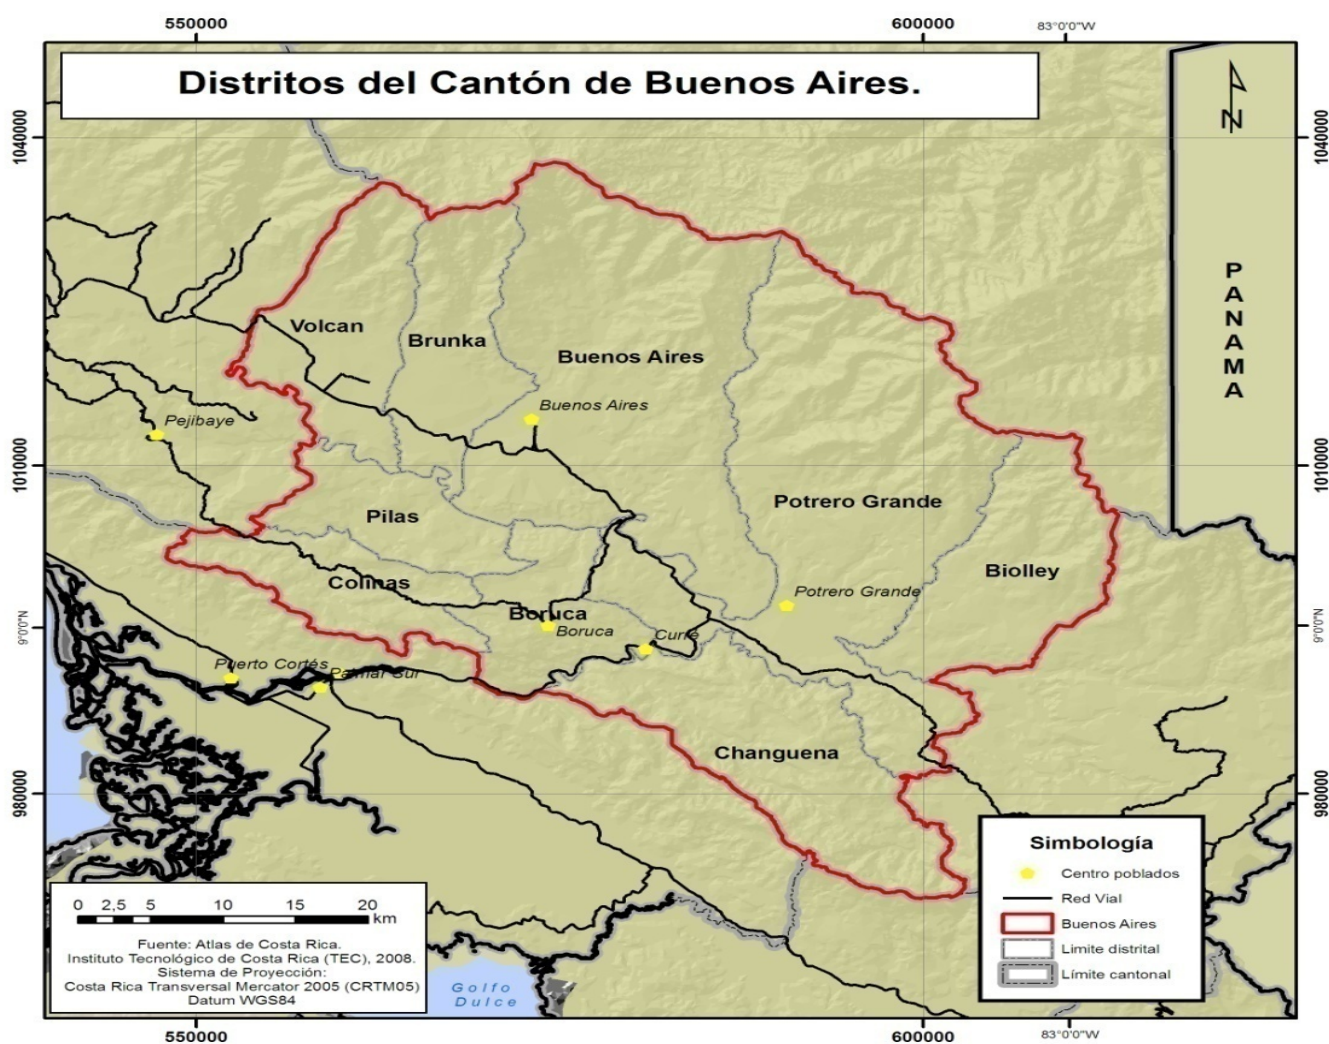 550000
600000
83°0'0"W
Distritos del Cantón de Buenos Aires.
N
1040000
1040000
PANAMA
Volcan
Brunka
Buenos Aires
Buenos Aires
Pejibaye
1010000
1010000
Potrero Grande
Pilas
Biolley
Colinas
Potrero Grande
Boruca
Boruca
Curré
9°0'0"N
9°0'0"N
Puerto Cortés
Palmar Sur
Changuena
980000
980000
Simbología
Centro poblados
Red Vial
Buenos Aires
Limite distrital
Límite cantonal
0 2,5 5 10 15 20
km
Fuente: Atlas de Costa Rica.
Instituto Tecnológico de Costa Rica (TEC), 2008.
Sistema de Proyección:
Costa Rica Transversal Mercator 2005 (CRTM05)
Datum WGS84
Golfo
Dulce
550000
600000
83°0'0"W